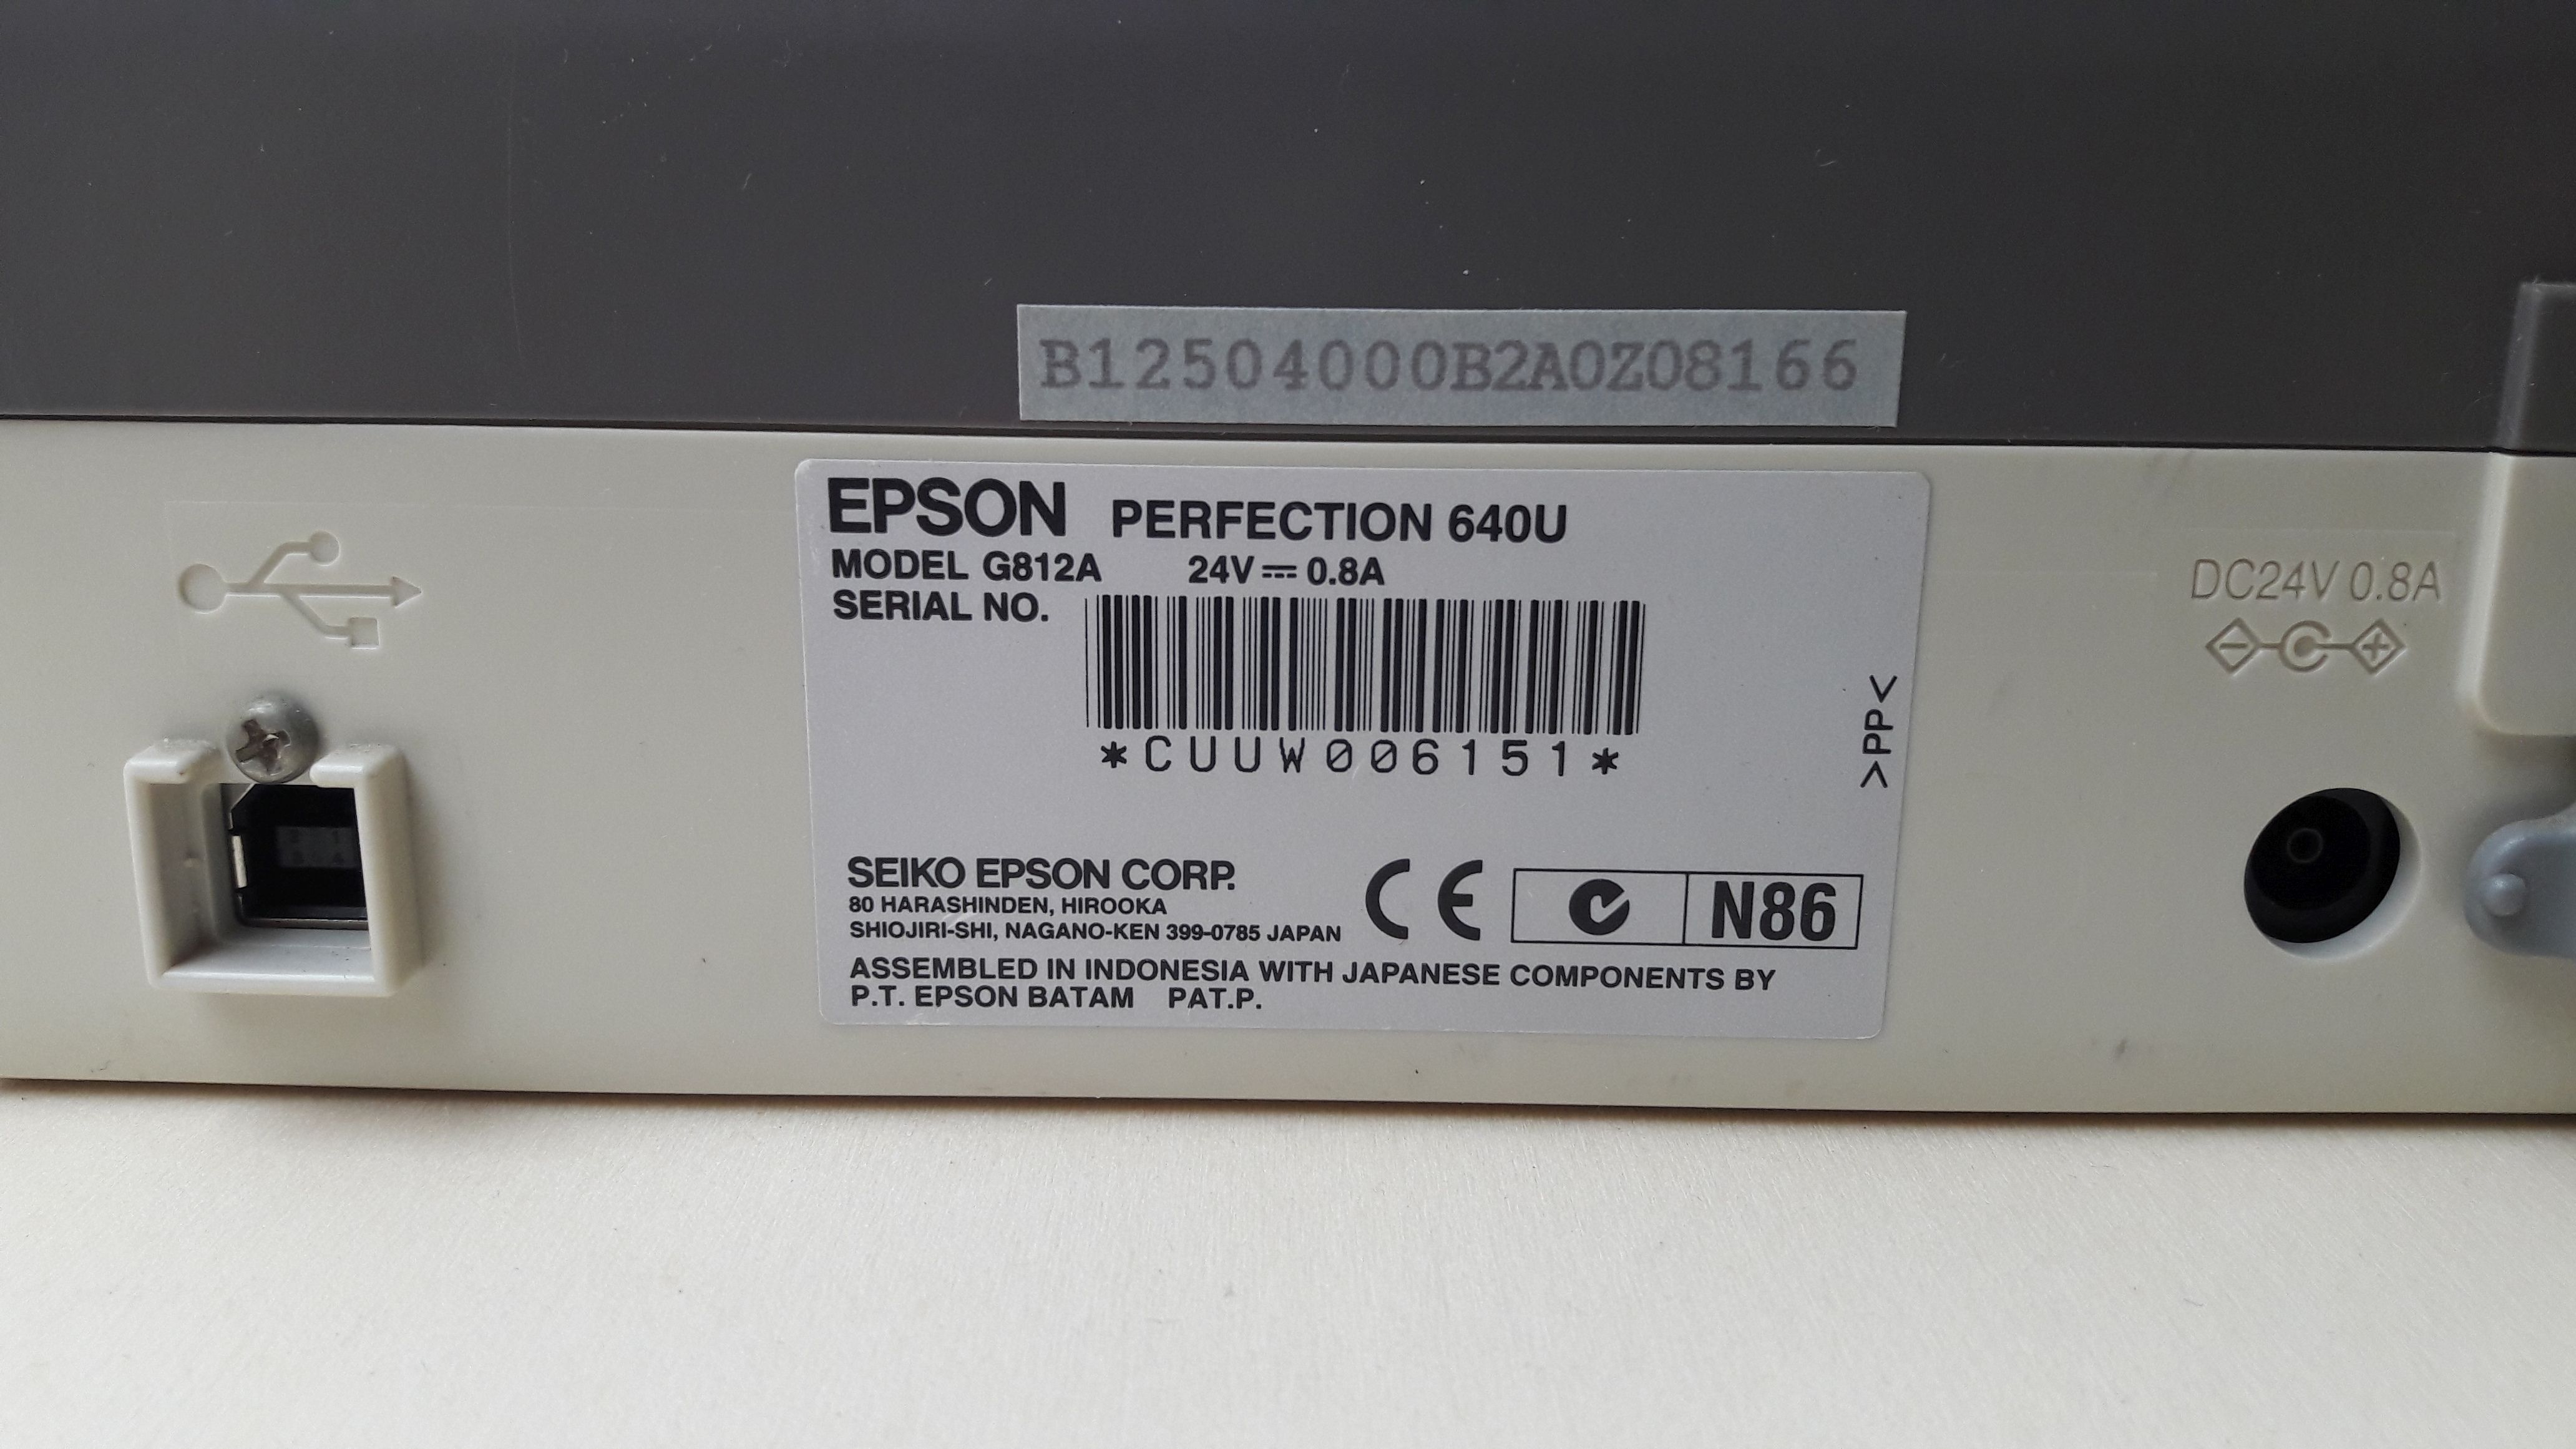 B12504000B2A0Z08166
EPSON PERFECTION 640U
MODEL G812A 24V⎓0.8A
SERIAL NO.
*CUUW006151*
>PP<
SEIKO EPSON CORP.
80 HARASHINDEN, HIROOKA
SHIOJIRI-SHI, NAGANO-KEN 399-0785 JAPAN
CE
N86
ASSEMBLED IN INDONESIA WITH JAPANESE COMPONENTS BY
P.T. EPSON BATAM PAT.P.
DC24V 0.8A